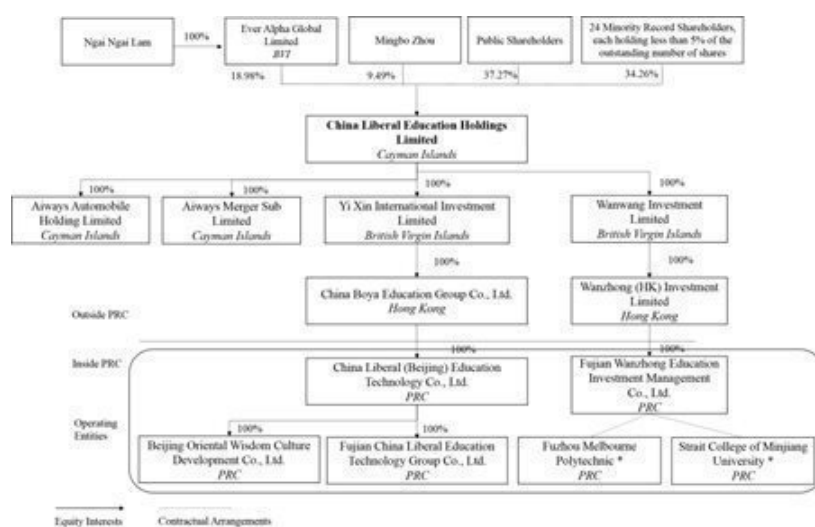 Ngai Ngai Lam
100%
Ever Alpha Global
Limited
BVI
Mingbo Zhou
Public Shareholders
24 Minority Record Shareholders,
each holding less than 5% of the
outstanding number of shares
18.98%
9.49%
37.27%
34.26%
China Liberal Education Holdings
Limited
Cayman Islands
100%
100%
100%
100%
Aiways Automobile
Holding Limited
Cayman Islands
Aiways Merger Sub
Limited
Cayman Islands
Yi Xin International Investment
Limited
British Virgin Islands
Wanwang Investment
Limited
British Virgin Islands
100%
100%
China Boya Education Group Co., Ltd.
Hong Kong
Wanzhong (HK) Investment
Limited
Hong Kong
Outside PRC
Inside PRC
100%
100%
China Liberal (Beijing) Education
Technology Co., Ltd.
PRC
Fujian Wanzhong Education
Investment Management
Co., Ltd.
PRC
Operating
Entities
100%
100%
Beijing Oriental Wisdom Culture
Development Co., Ltd.
PRC
Fujian China Liberal Education
Technology Group Co., Ltd.
PRC
Fuzhou Melbourne
Polytechnic *
PRC
Strait College of Minjiang
University *
PRC
Equity Interests
Contractual Arrangements